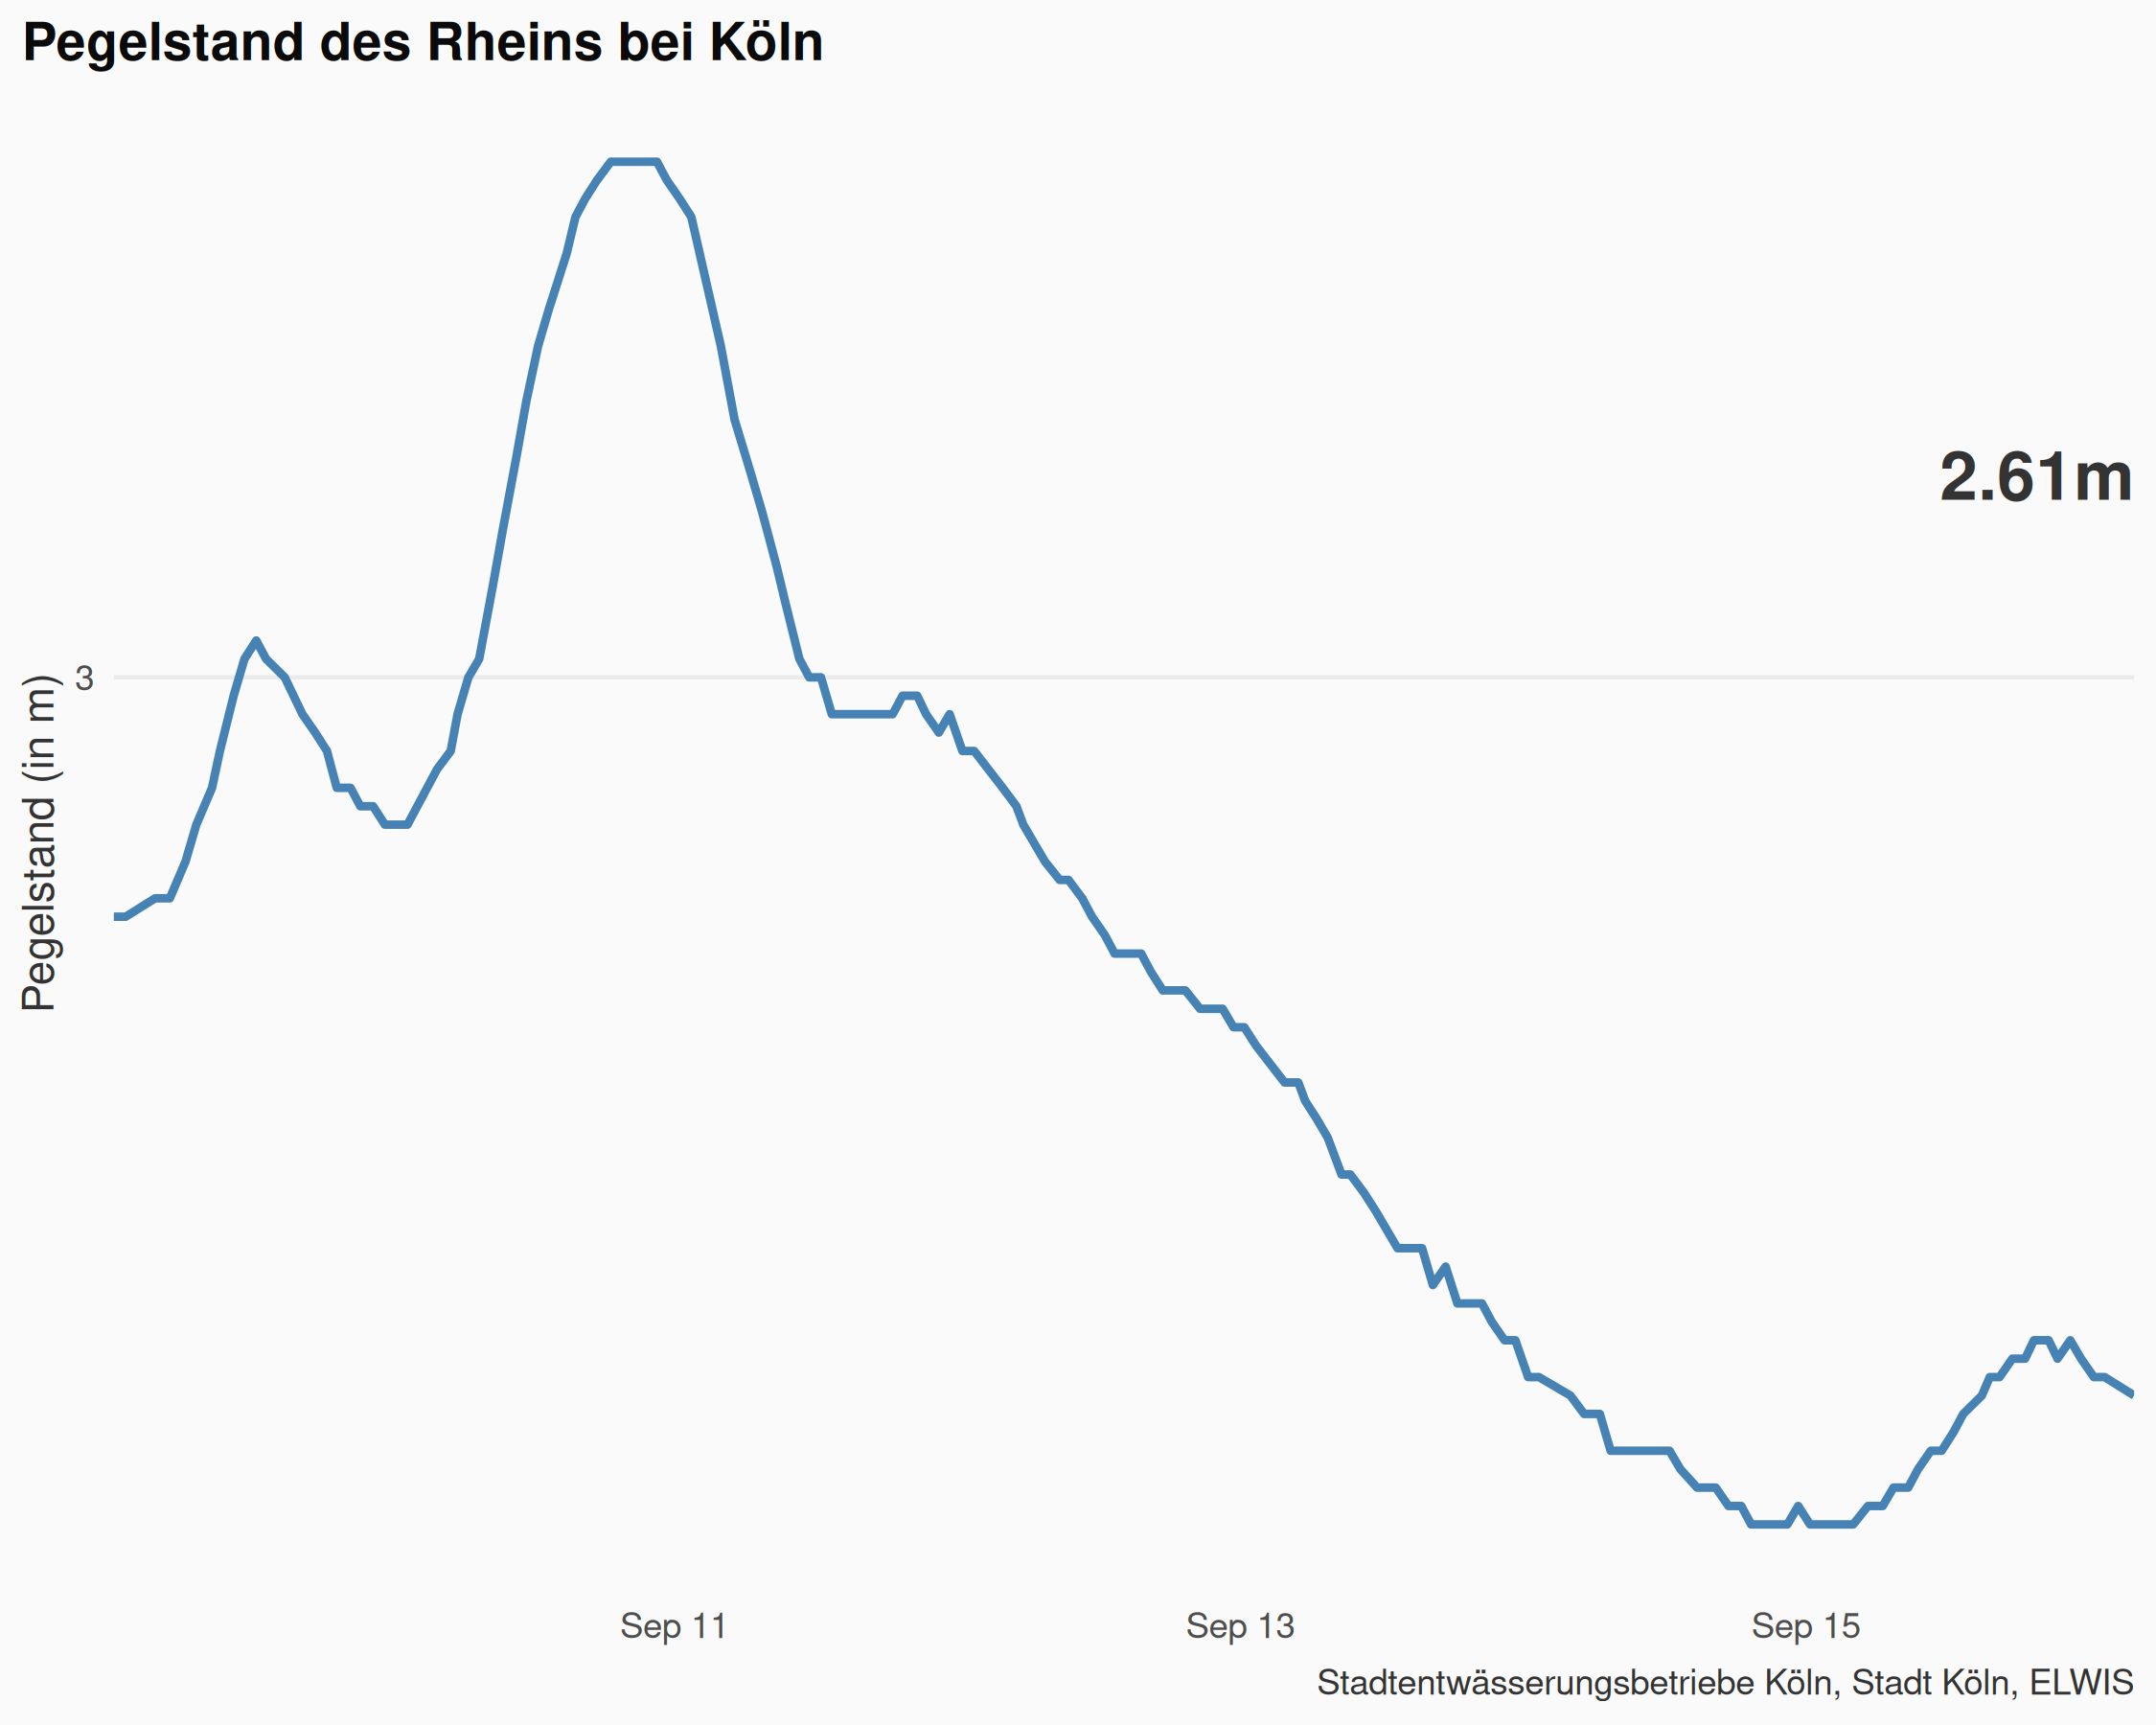 Pegelstand des Rheins bei Köln
2.61m
Pegelstand (in m)
3
Sep 11
Sep 13
Sep 15
Stadtentwässerungsbetriebe Köln, Stadt Köln, ELWIS